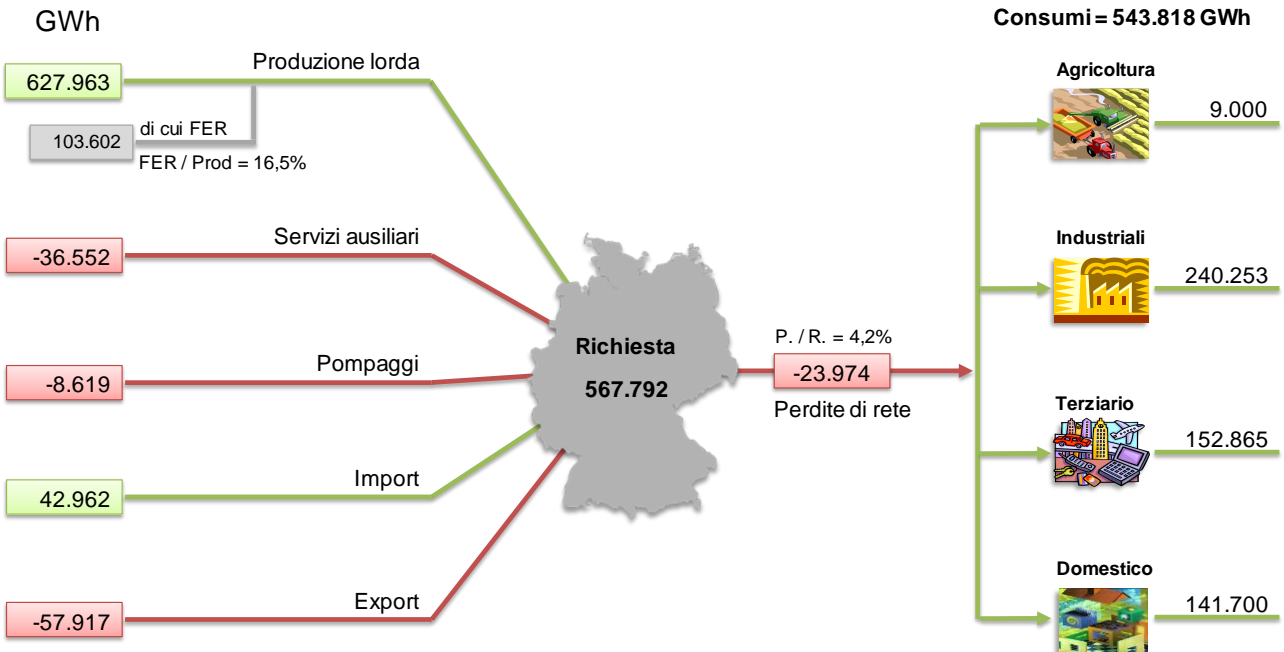 GWh
Consumi = 543.818 GWh
Produzione lorda
627.963
di cui FER
103.602
FER / Prod = 16,5%
Servizi ausiliari
-36.552
Pompaggi
-8.619
Import
42.962
Export
-57.917
Richiesta
567.792
P. / R. = 4,2%
-23.974
Perdite di rete
Agricoltura
9.000
Industriali
240.253
Terziario
152.865
Domestico
141.700